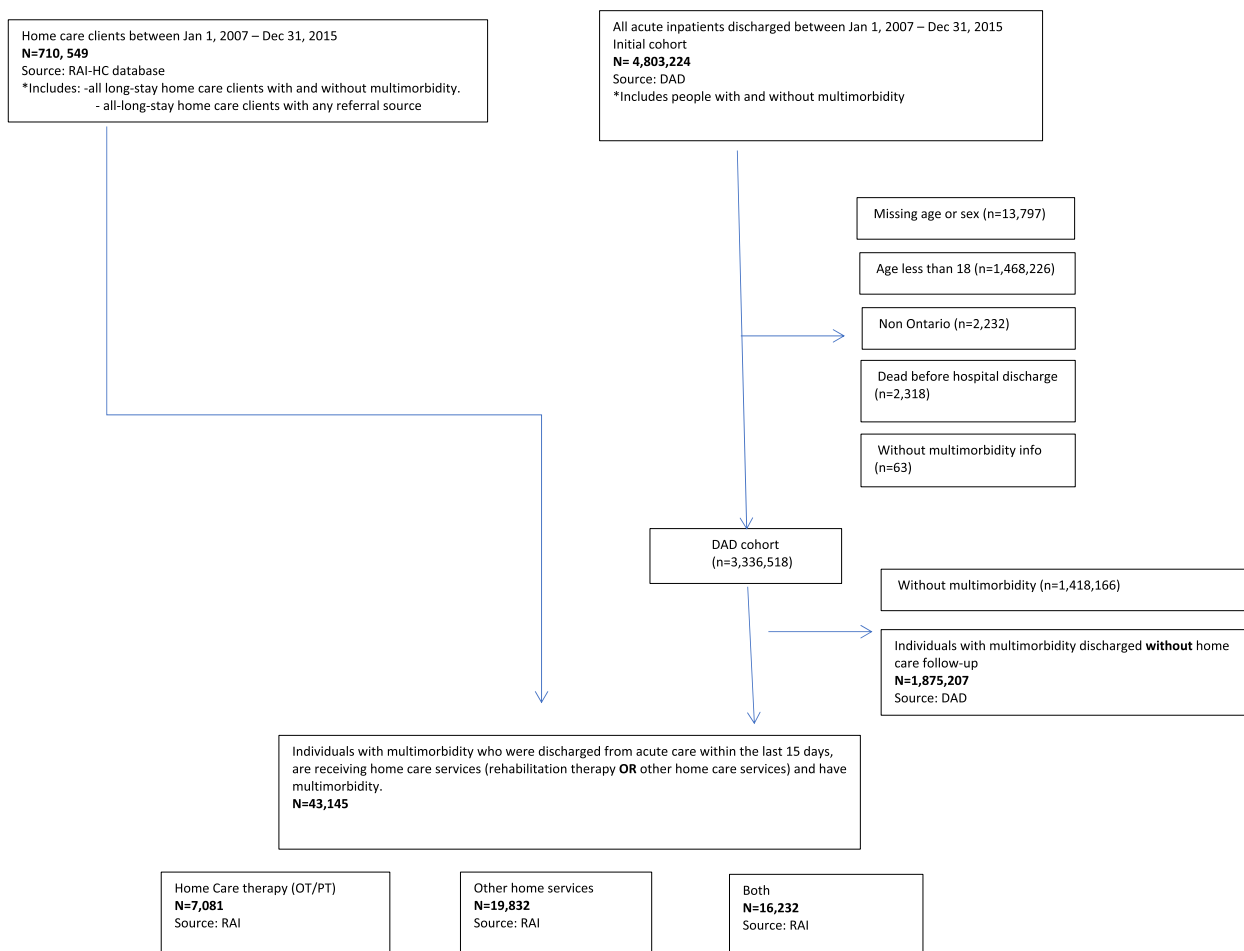 Home care clients between Jan 1, 2007 – Dec 31, 2015
N=710, 549
Source: RAI-HC database
*Includes: -all long-stay home care clients with and without multimorbidity.
- all-long-stay home care clients with any referral source
All acute inpatients discharged between Jan 1, 2007 – Dec 31, 2015
Initial cohort
N= 4,803,224
Source: DAD
*Includes people with and without multimorbidity
Missing age or sex (n=13,797)
Age less than 18 (n=1,468,226)
Non Ontario (n=2,232)
Dead before hospital discharge
(n=2,318)
Without multimorbidity info
(n=63)
DAD cohort
(n=3,336,518)
Without multimorbidity (n=1,418,166)
Individuals with multimorbidity discharged without home
care follow-up
N=1,875,207
Source: DAD
Individuals with multimorbidity who were discharged from acute care within the last 15 days,
are receiving home care services (rehabilitation therapy OR other home care services) and have
multimorbidity.
N=43,145
Home Care therapy (OT/PT)
N=7,081
Source: RAI
Other home services
N=19,832
Source: RAI
Both
N=16,232
Source: RAI